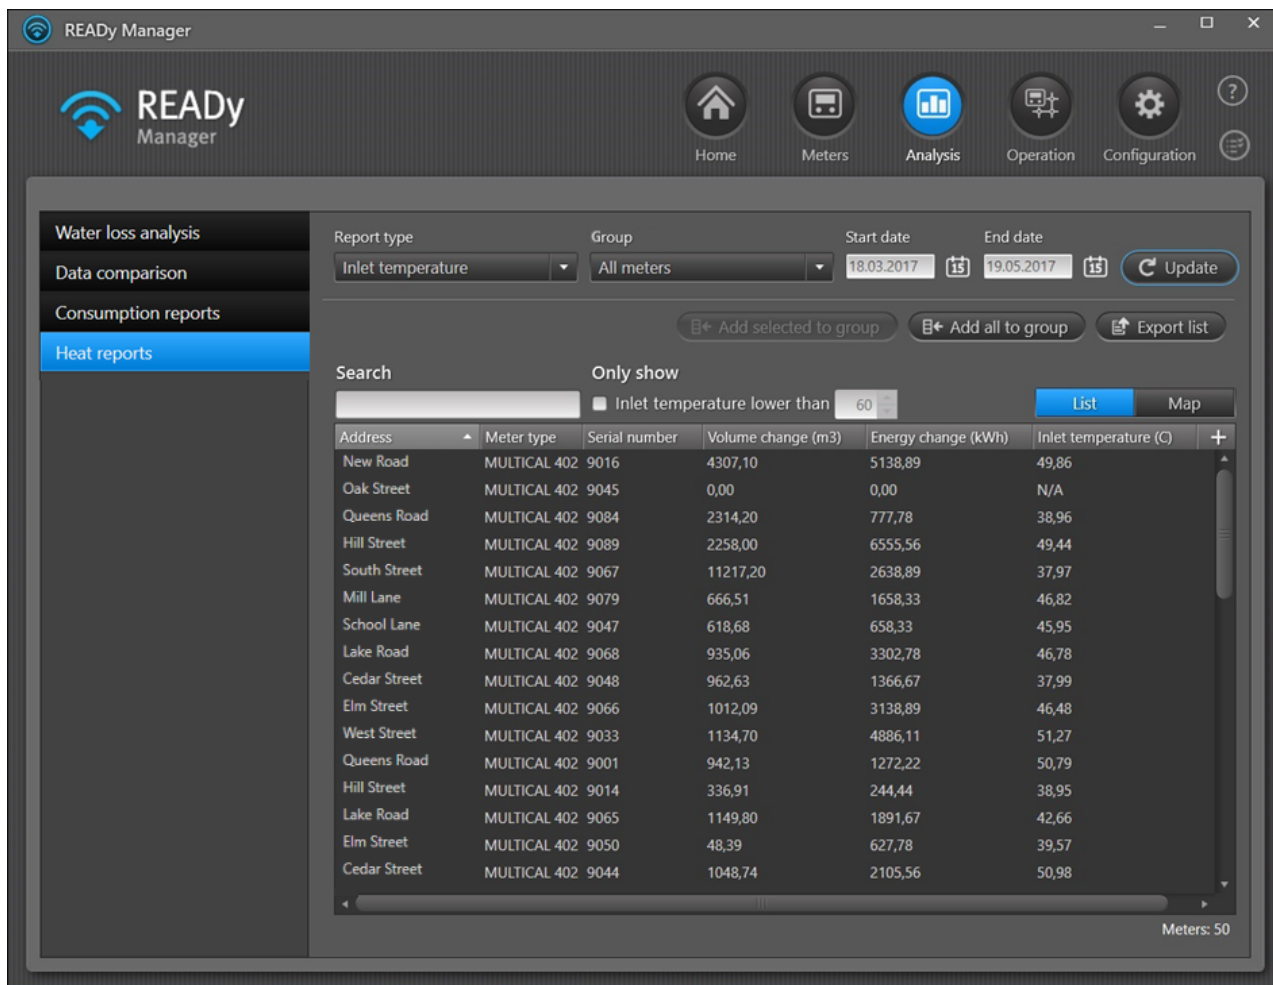 READy Manager
READy
Manager
Home Meters Analysis Operation Configuration
?
Water loss analysis
Data comparison
Consumption reports
Heat reports
Report type Group Start date End date
Inlet temperature All meters 18.03.2017 15 19.05.2017 15 Update
Add selected to group Add all to group Export list
Search Only show
Inlet temperature lower than 60 List Map
Address Meter type Serial number Volume change (m3) Energy change (kWh) Inlet temperature (C) +
New Road MULTICAL 402 9016 4307,10 5138,89 49,86
Oak Street MULTICAL 402 9045 0,00 0,00 N/A
Queens Road MULTICAL 402 9084 2314,20 777,78 38,96
Hill Street MULTICAL 402 9089 2258,00 6555,56 49,44
South Street MULTICAL 402 9067 11217,20 2638,89 37,97
Mill Lane MULTICAL 402 9079 666,51 1658,33 46,82
School Lane MULTICAL 402 9047 618,68 658,33 45,95
Lake Road MULTICAL 402 9068 935,06 3302,78 46,78
Cedar Street MULTICAL 402 9048 962,63 1366,67 37,99
Elm Street MULTICAL 402 9066 1012,09 3138,89 46,48
West Street MULTICAL 402 9033 1134,70 4886,11 51,27
Queens Road MULTICAL 402 9001 942,13 1272,22 50,79
Hill Street MULTICAL 402 9014 336,91 244,44 38,95
Lake Road MULTICAL 402 9065 1149,80 1891,67 42,66
Elm Street MULTICAL 402 9050 48,39 627,78 39,57
Cedar Street MULTICAL 402 9044 1048,74 2105,56 50,98
Meters: 50